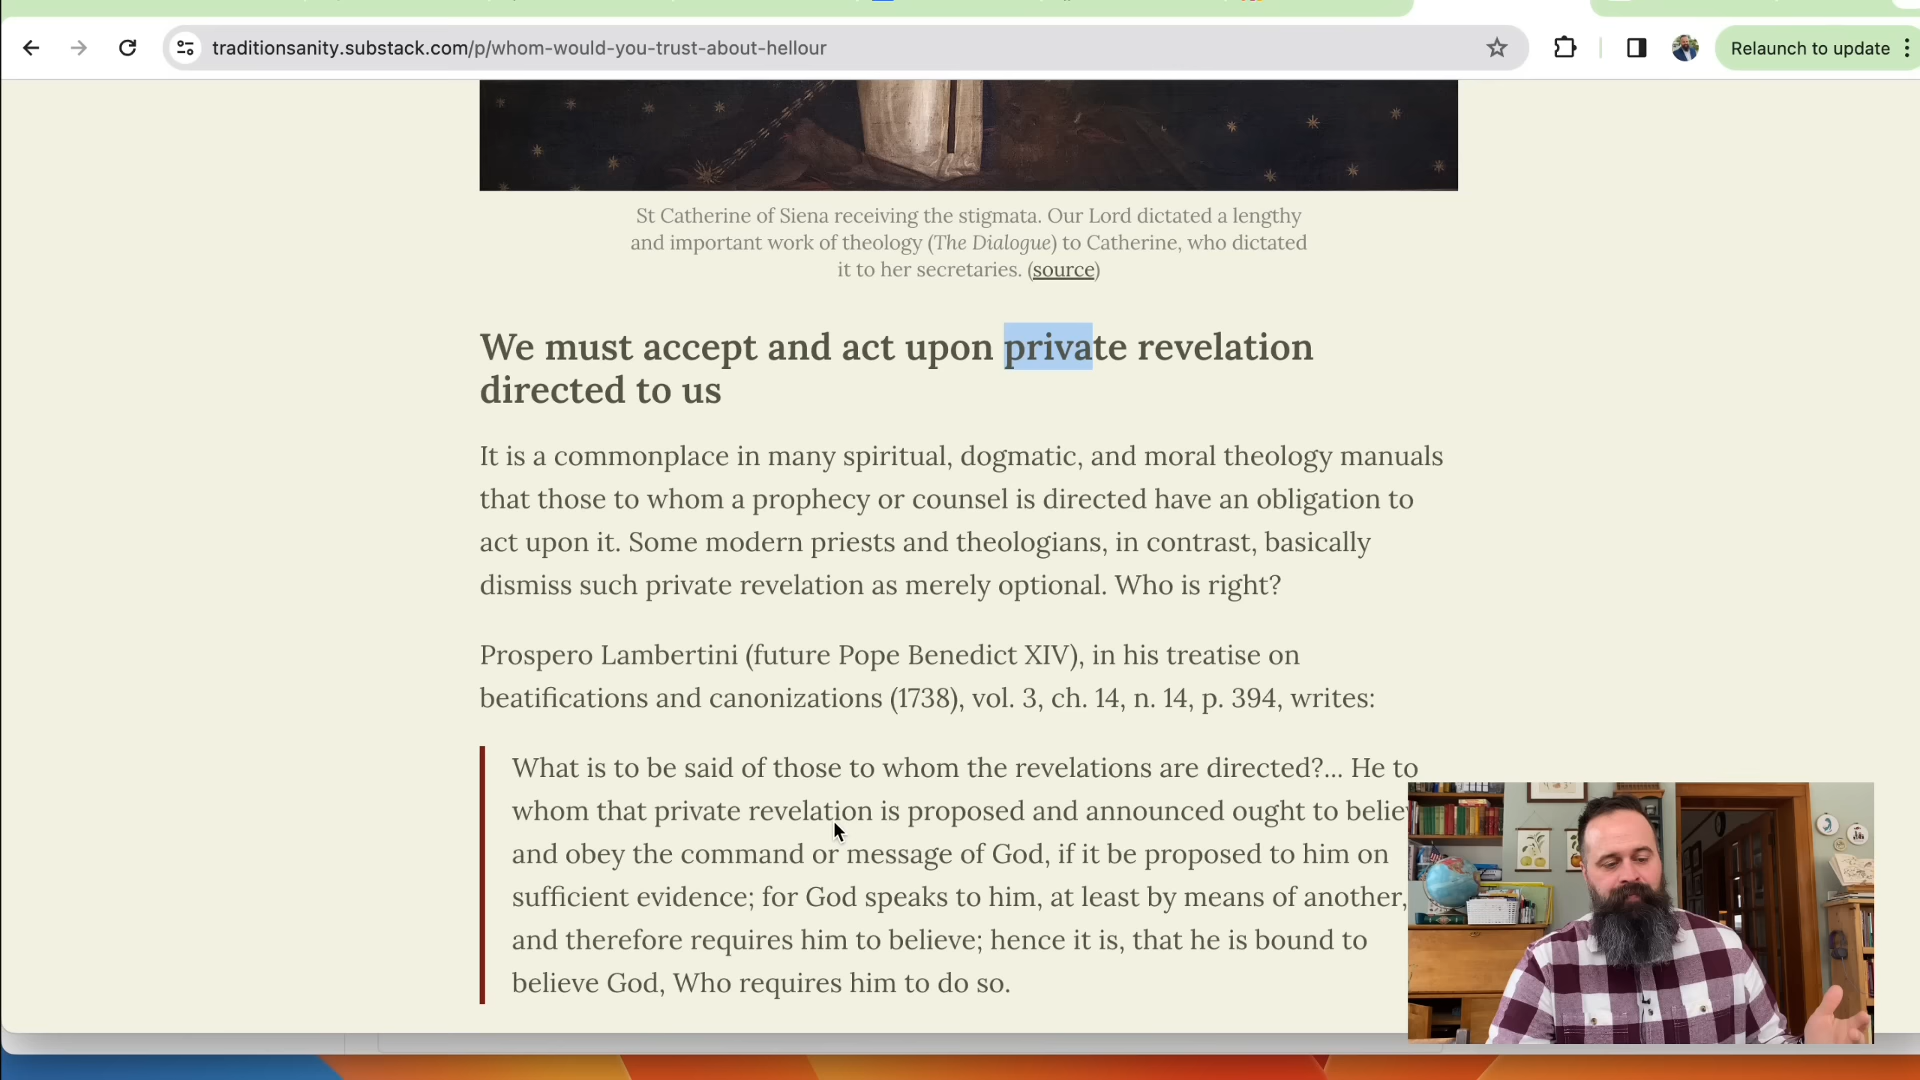 traditionsanity.substack.com/p/whom-would-you-trust-about-hellour
Relaunch to update
St Catherine of Siena receiving the stigmata. Our Lord dictated a lengthy
and important work of theology (The Dialogue) to Catherine, who dictated
it to her secretaries. (source)
We must accept and act upon private revelation
directed to us
It is a commonplace in many spiritual, dogmatic, and moral theology manuals
that those to whom a prophecy or counsel is directed have an obligation to
act upon it. Some modern priests and theologians, in contrast, basically
dismiss such private revelation as merely optional. Who is right?
Prospero Lambertini (future Pope Benedict XIV), in his treatise on
beatifications and canonizations (1738), vol. 3, ch. 14, n. 14, p. 394, writes:
What is to be said of those to whom the revelations are directed?... He to
whom that private revelation is proposed and announced ought to
and obey the command or message of God, if it be proposed to him on
sufficient evidence; for God speaks to him, at least by means of another,
and therefore requires him to believe; hence it is, that he is bound to
believe God, Who requires him to do so.